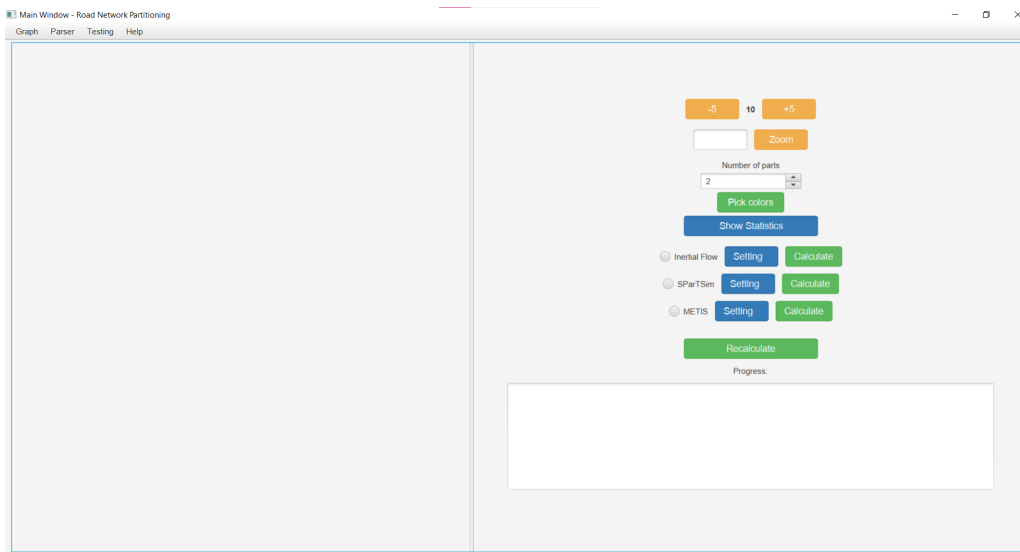 Main Window - Road Network Partitioning
Graph Parser Testing Help
-5 10 +5
Zoom
Number of parts
2
Pick colors
Show Statistics
Inertial Flow Setting Calculate
SParTSim Setting Calculate
METIS Setting Calculate
Recalculate
Progress: